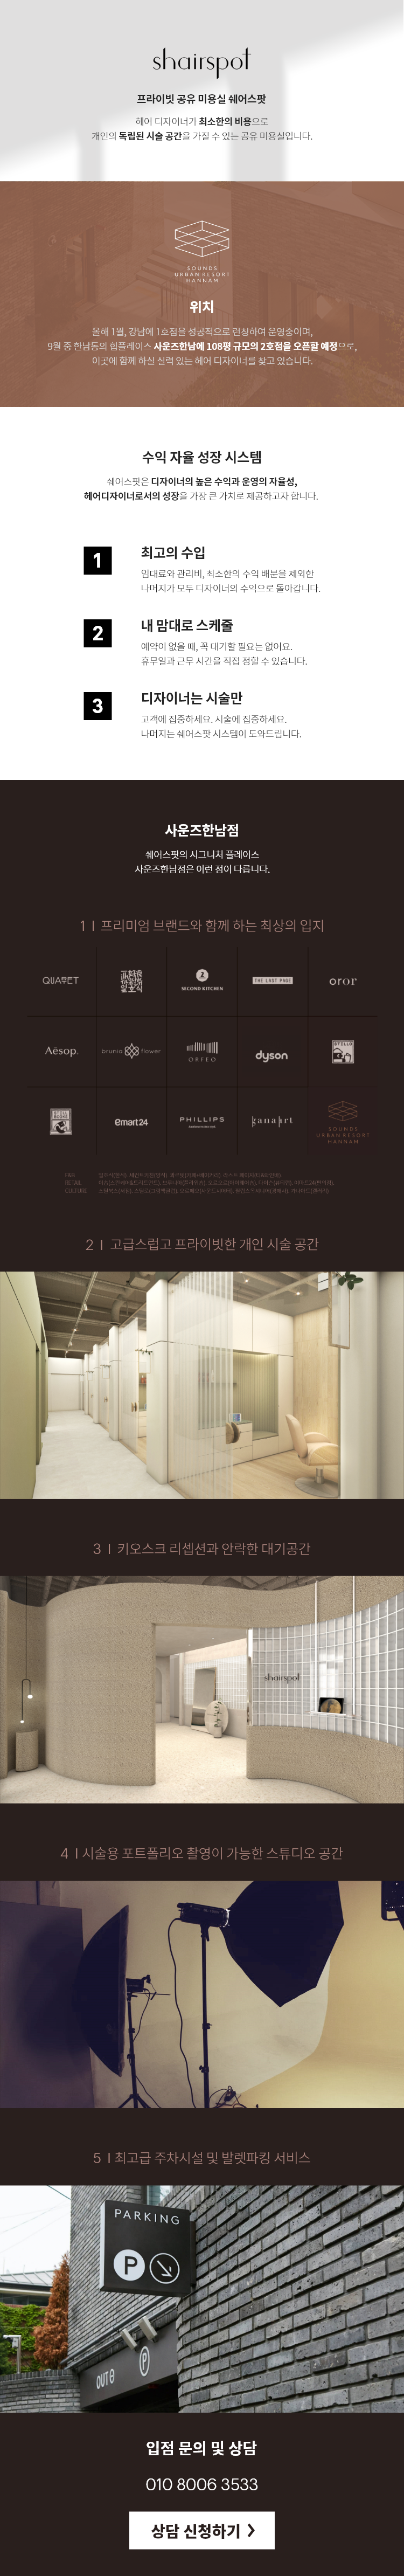 shairspot
프라이빗 공유 미용실 쉐어스팟
헤어 디자이너가 최소한의 비용으로
개인의 독립된 시술 공간을 가질 수 있는 공유 미용실입니다.
SOUNDS
URBAN RESORT
HANNAM
위치
올해 1월, 강남에 1호점을 성공적으로 런칭하여 운영중이며,
9월 중 한남동의 힙플레이스 사운즈한남에 108평 규모의 2호점을 오픈할 예정으로,
이곳에 함께 하실 실력 있는 헤어 디자이너를 찾고 있습니다.
수익 자율 성장 시스템
쉐어스팟은 디자이너의 높은 수익과 운영의 자율성,
헤어디자이너로서의 성장을 가장 큰 가치로 제공하고자 합니다.
1
최고의 수입
임대료와 관리비, 최소한의 수익 배분을 제외한
나머지가 모두 디자이너의 수익으로 돌아갑니다.
2
내 맘대로 스케줄
예약이 없을 때, 꼭 대기할 필요는 없어요.
휴무일과 근무 시간을 직접 정할 수 있습니다.
3
디자이너는 시술만
고객에 집중하세요. 시술에 집중하세요.
나머지는 쉐어스팟 시스템이 도와드립니다.
사운즈한남점
쉐어스팟의 시그니처 플레이스
사운즈한남점은 이런 점이 다릅니다.
1 I 프리미엄 브랜드와 함께 하는 최상의 입지
QUARTET
SECOND KITCHEN
THE LAST PAGE
oror
Aēsop.
brunia flower
ORFEO
dyson
emart24
PHILLIPS
kanaart
SOUNDS
URBAN RESORT
HANNAM
F&B
RETAIL
CULTURE
2 I 고급스럽고 프라이빗한 개인 시술 공간
3 I 키오스크 리셉션과 안락한 대기공간
shairspot
4 I 시술용 포트폴리오 촬영이 가능한 스튜디오 공간
5 I 최고급 주차시설 및 발렛파킹 서비스
PARKING
P
OUT
P
입점 문의 및 상담
010 8006 3533
상담 신청하기 >